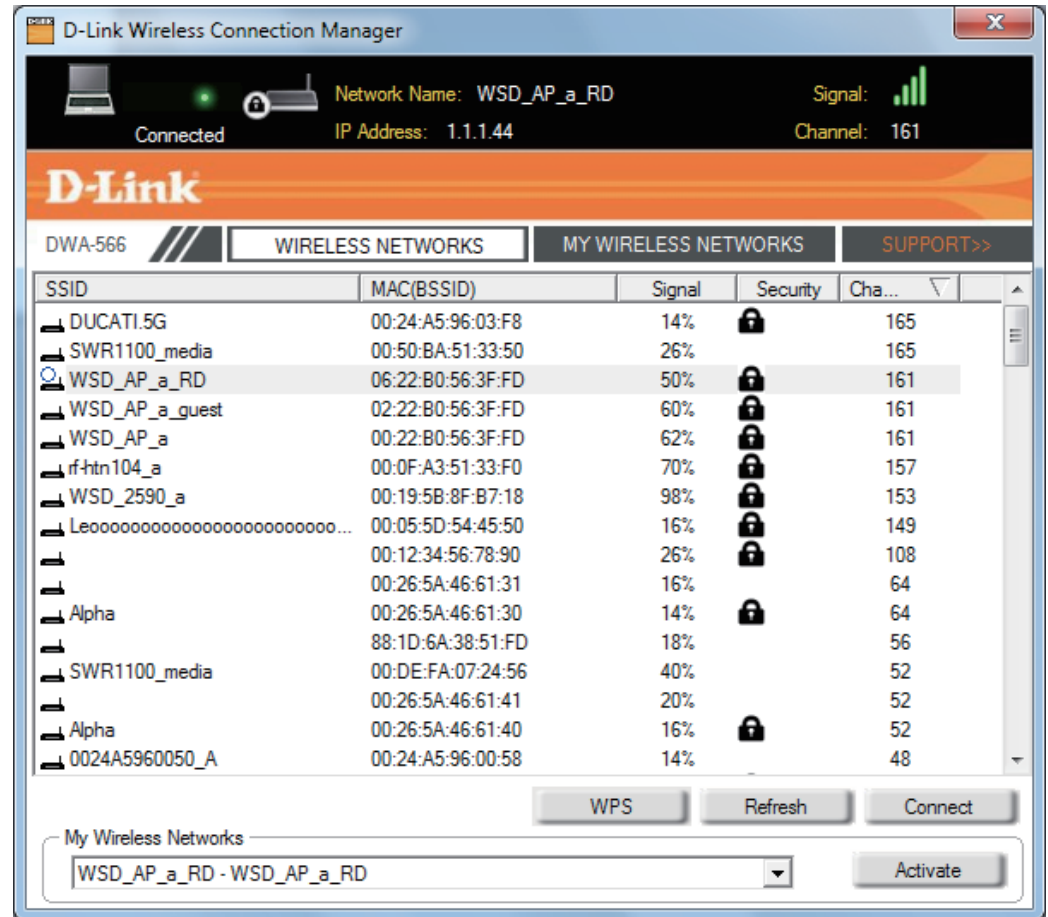 D-Link Wireless Connection Manager
Network Name: WSD_AP_a_RD Signal:
Connected IP Address: 1.1.1.44 Channel: 161
D-Link
DWA-566 WIRELESS NETWORKS MY WIRELESS NETWORKS SUPPORT>>
SSID MAC(BSSID) Signal Security Cha...
DUCATI.5G 00:24:A5:96:03:F8 14% 165
SWR1100_media 00:50:BA:51:33:50 26% 165
WSD_AP_a_RD 06:22:B0:56:3F:FD 50% 161
WSD_AP_a_guest 02:22:B0:56:3F:FD 60% 161
WSD_AP_a 00:22:B0:56:3F:FD 62% 161
rf-htn104_a 00:0F:A3:51:33:F0 70% 157
WSD_2590_a 00:19:5B:8F:B7:18 98% 153
Leoooooooooooooooooooooooo... 00:05:5D:54:45:50 16% 149
00:12:34:56:78:90 26% 108
00:26:5A:46:61:31 16% 64
Alpha 00:26:5A:46:61:30 14% 64
88:1D:6A:38:51:FD 18% 56
SWR1100_media 00:DE:FA:07:24:56 40% 52
00:26:5A:46:61:41 20% 52
Alpha 00:26:5A:46:61:40 16% 52
0024A5960050_A 00:24:A5:96:00:58 14% 48
WPS Refresh Connect
My Wireless Networks
WSD_AP_a_RD - WSD_AP_a_RD Activate